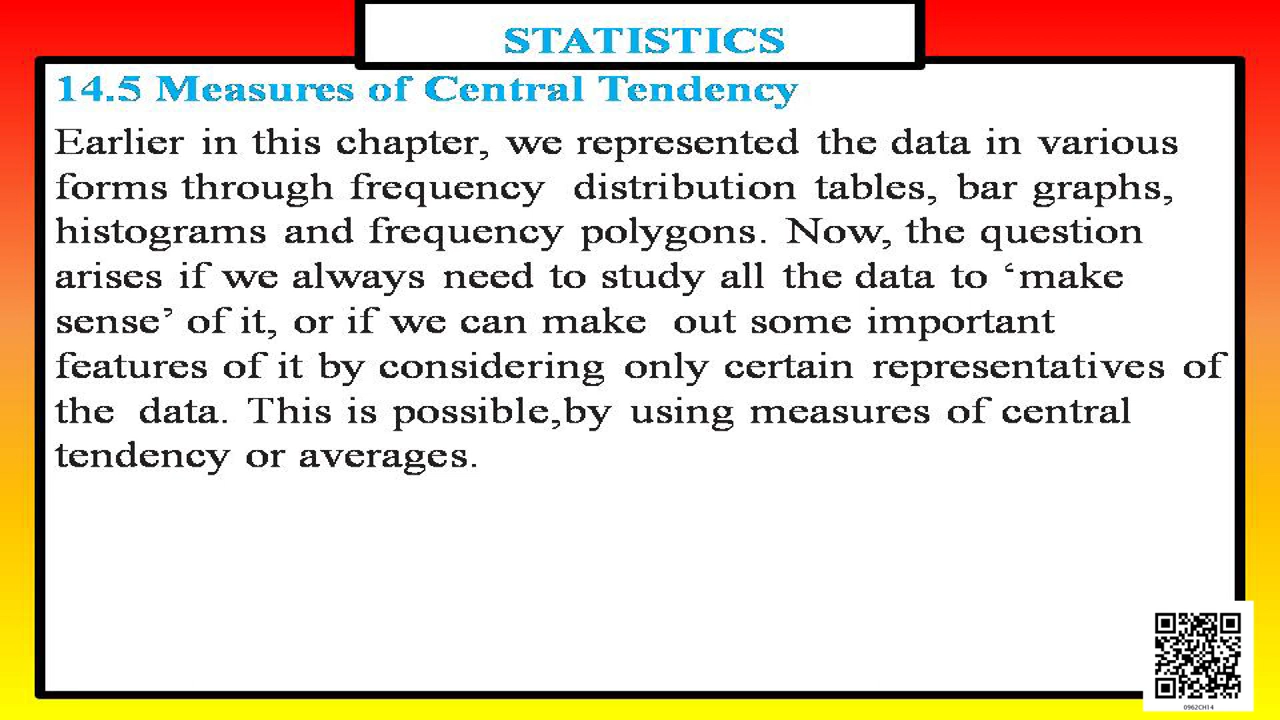 STATISTICS
14.5 Measures of Central Tendency
Earlier in this chapter, we represented the data in various
forms through frequency distribution tables, bar graphs,
histograms and frequency polygons. Now, the question
arises if we always need to study all the data to ‘make
sense’ of it, or if we can make out some important
features of it by considering only certain representatives of
the data. This is possible,by using measures of central
tendency or averages.
0962CH14